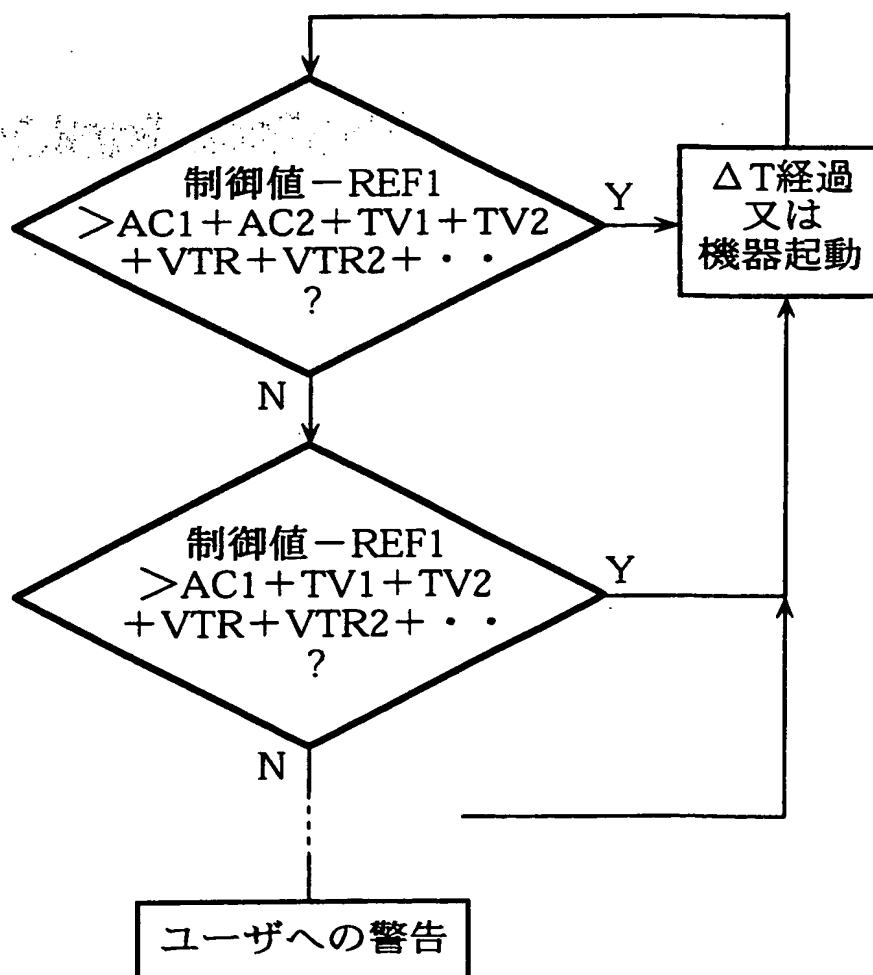 制御値－REF1
＞AC1＋AC2＋TV1＋TV2
＋VTR＋VTR2＋・・
?
Y
△T経過
又は
機器起動
N
制御値－REF1
＞AC1＋TV1＋TV2
＋VTR＋VTR2＋・・
?
Y
N
ユーザへの警告